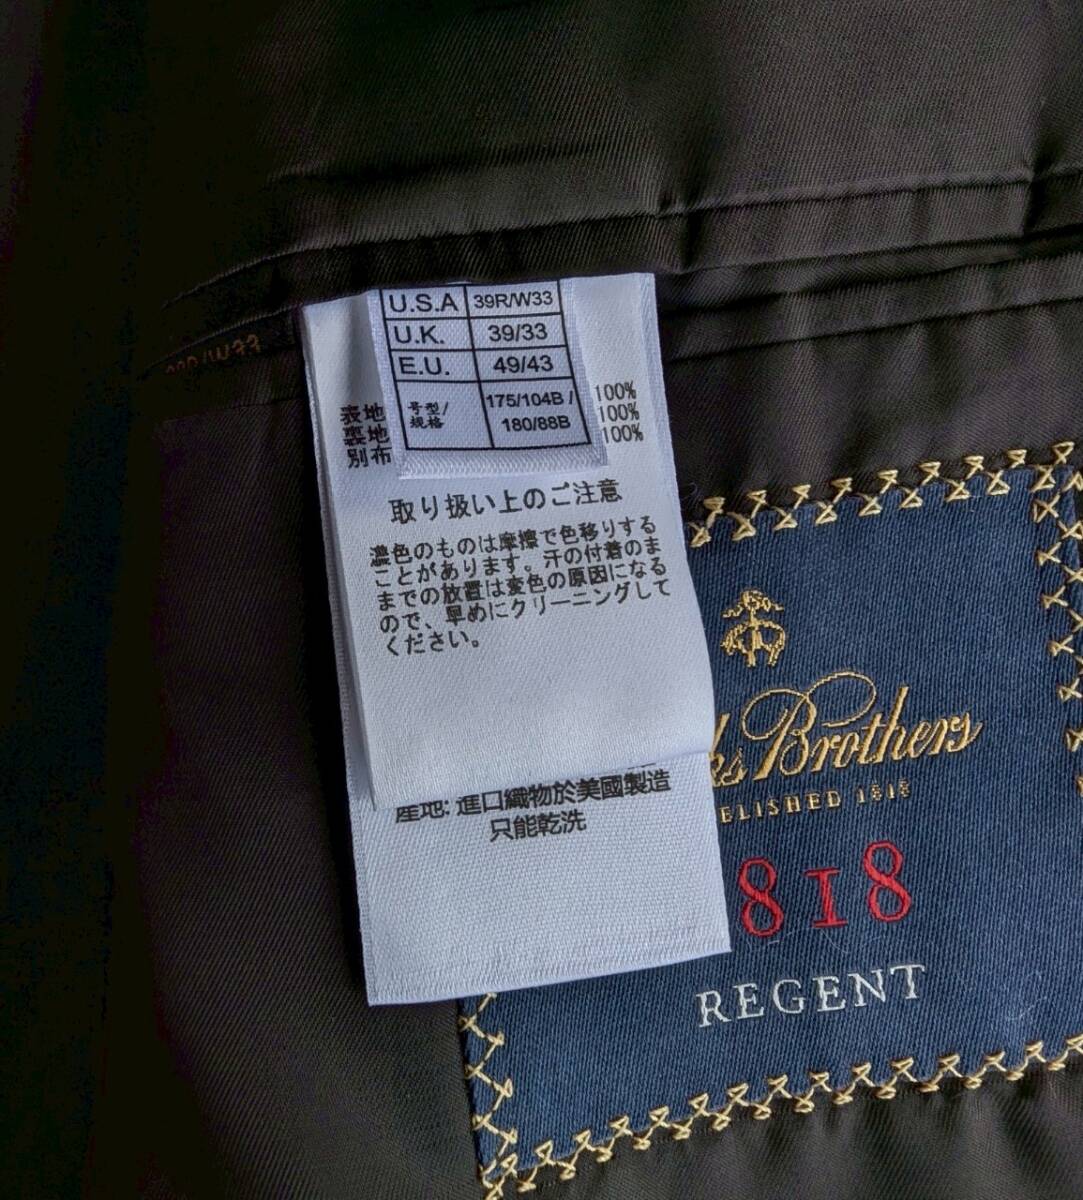 U.S.A 39R/W33
U.K. 39/33
E.U. 49/43
号型/ 175/104B /
規格 180/88B
表地 100%
裏地 100%
別布 100%
取り扱い上のご注意
濃色のものは摩擦で色移りする
ことがあります。汗の付着のま
までの放置は変色の原因になる
ので、早めにクリーニングして
ください。
産地: 進口織物於美國製造
只能乾洗
/W33
ks Brothers
ELISHED 1818
818
REGENT